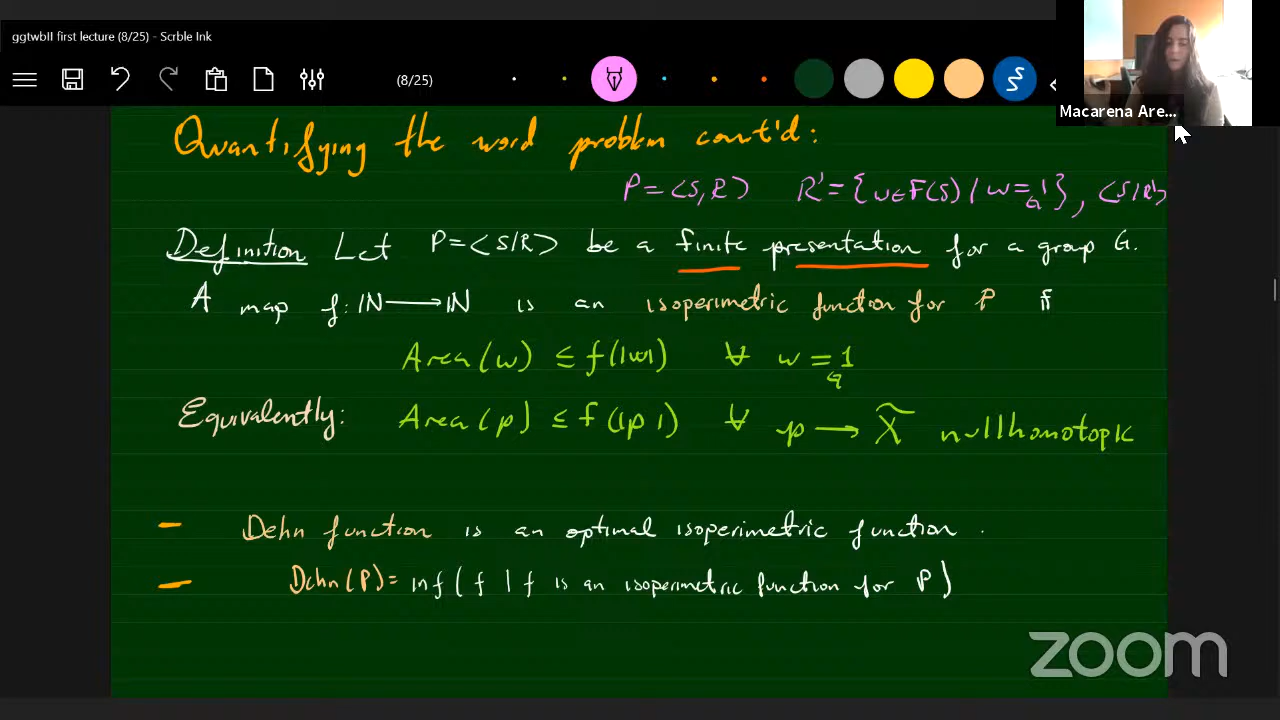 ggtwbII first lecture (8/25) - Scrble Ink
(8/25)
Macarena Are...
Quantifying the word problem cont'd:
P = <S, R> R' = {w∈F(S) / w =_G 1}, <S|R'>
Definition Let P = <S|R> be a finite presentation for a group G.
A map f: ℕ → ℕ is an isoperimetric function for P if
Area(w) ≤ f(|w|) ∀ w =_G 1
Equivalently: Area(p) ≤ f(|p|) ∀ p → X̃ nullhomotopic
- Dehn function is an optimal isoperimetric function.
- Dehn(P) = inf( f | f is an isoperimetric function for P)
zoom